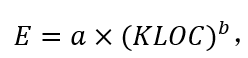 E = a × (KLOC)ᵇ,